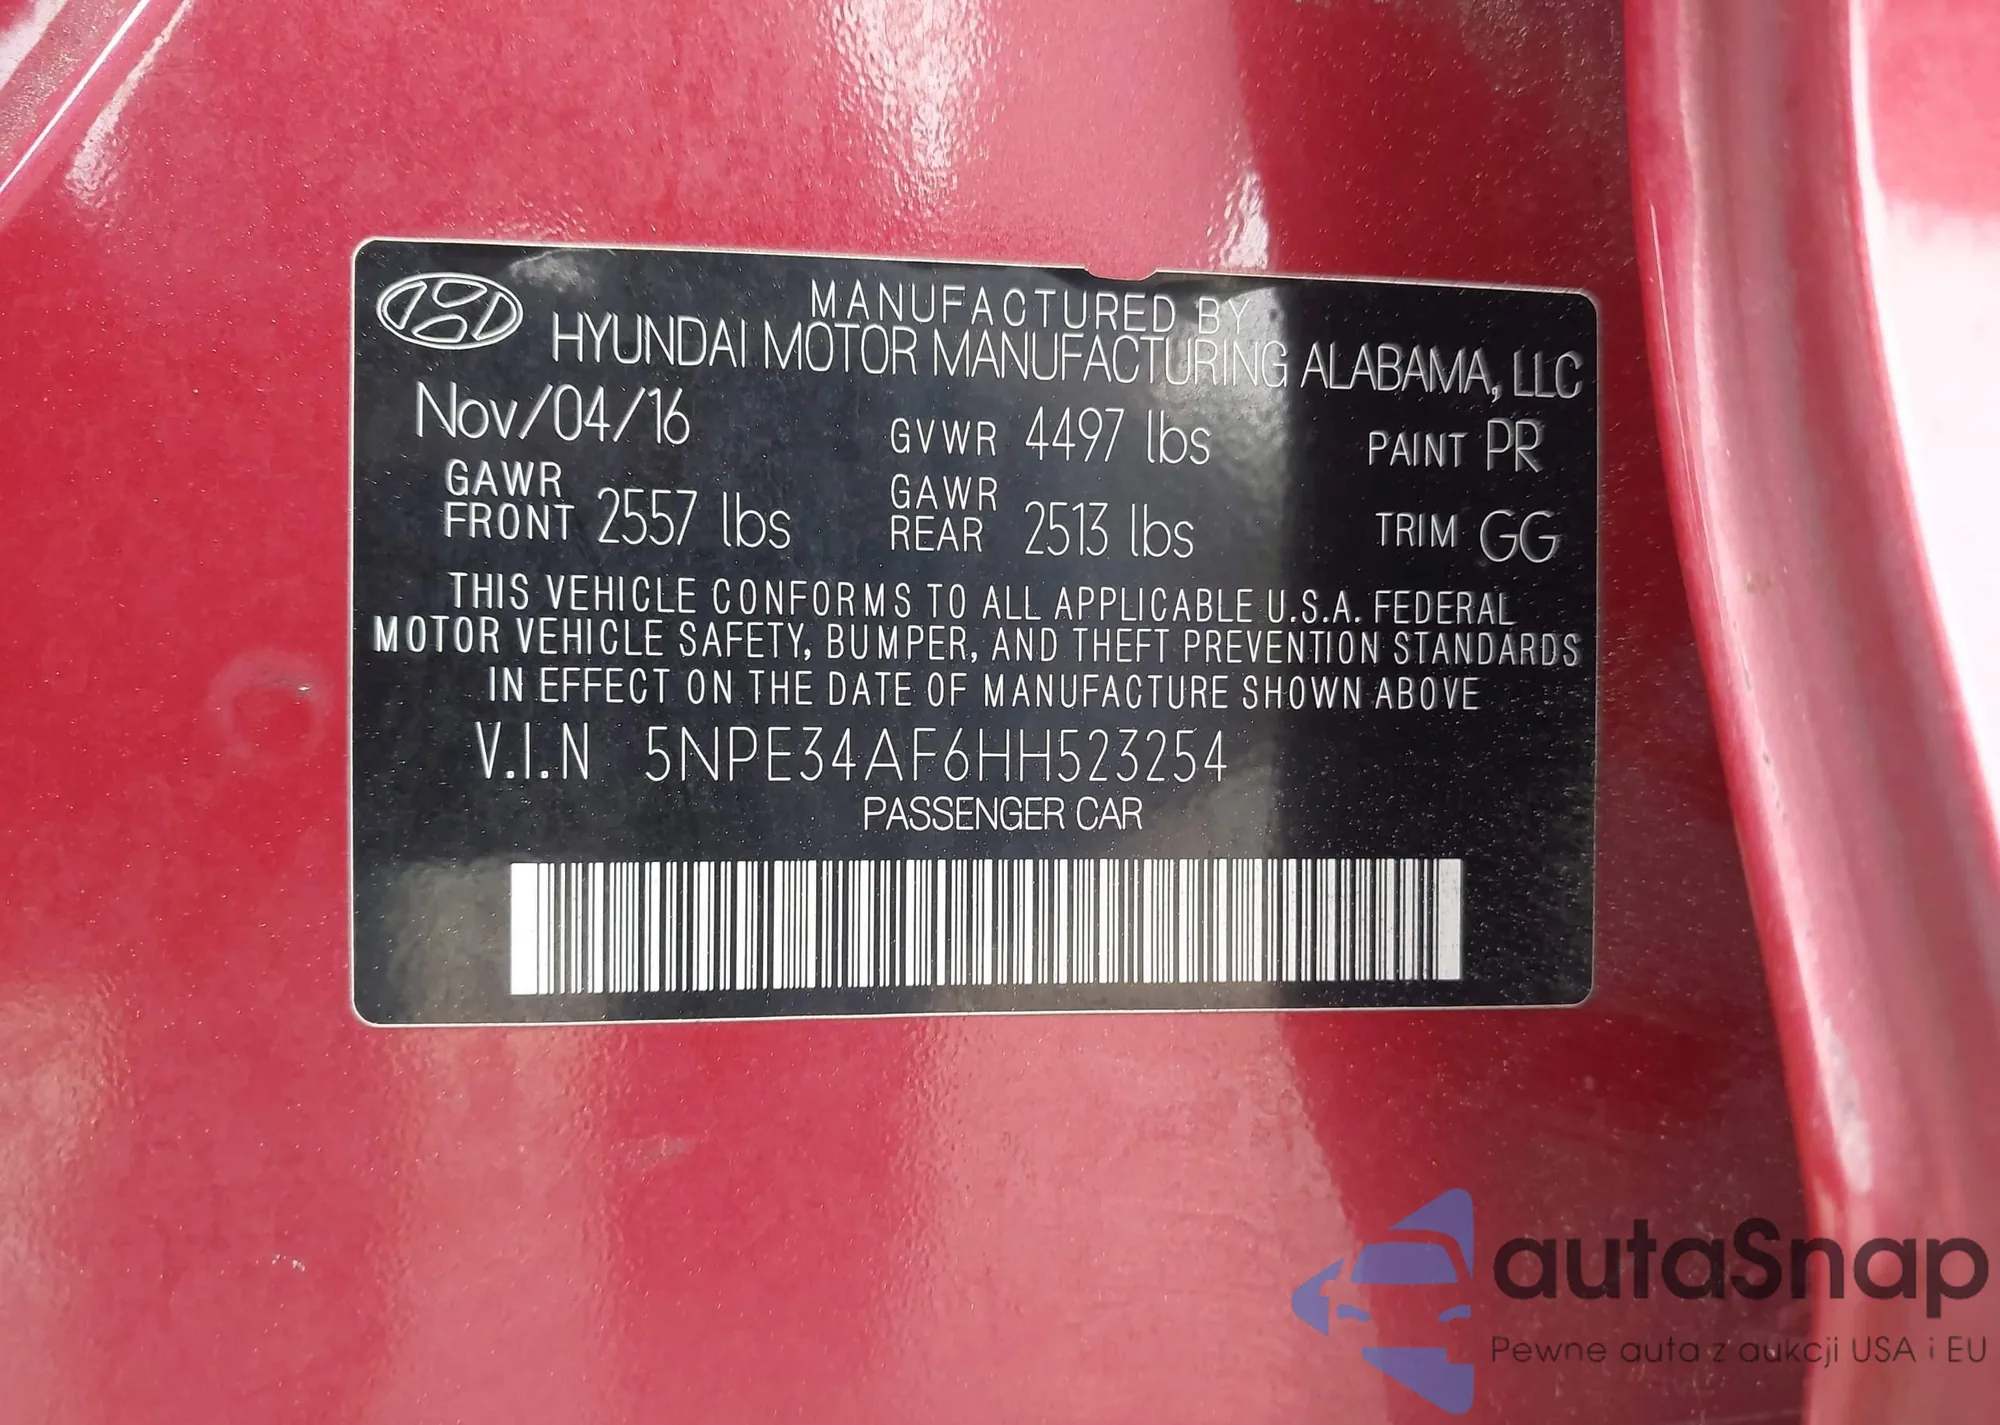 MANUFACTURED BY
HYUNDAI MOTOR MANUFACTURING ALABAMA, LLC
Nov/04/16 GVWR 4497 lbs PAINT PR
GAWR FRONT 2557 lbs GAWR REAR 2513 lbs TRIM GG
THIS VEHICLE CONFORMS TO ALL APPLICABLE U.S.A. FEDERAL
MOTOR VEHICLE SAFETY, BUMPER, AND THEFT PREVENTION STANDARDS
IN EFFECT ON THE DATE OF MANUFACTURE SHOWN ABOVE
V.I.N 5NPE34AF6HH523254
PASSENGER CAR
autaSnap
Pewne auta z aukcji USA i EU